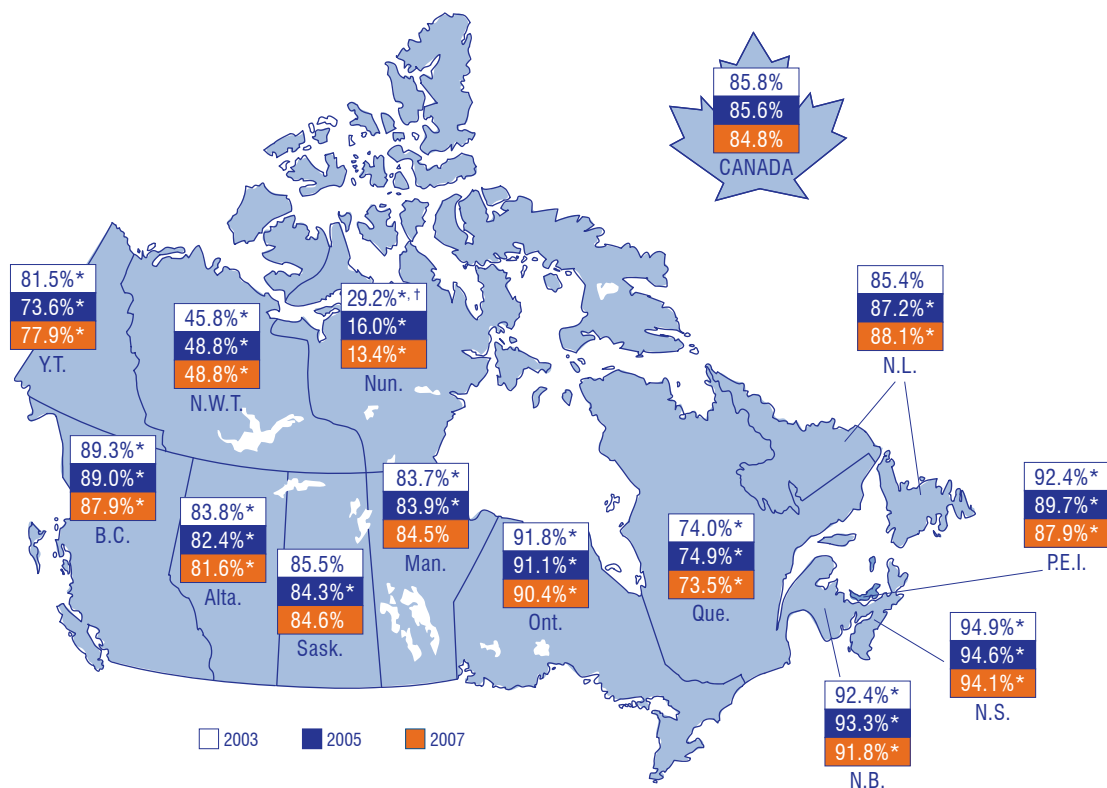 85.8%
85.6%
84.8%
CANADA
81.5%*
73.6%*
77.9%*
Y.T.
45.8%*
48.8%*
48.8%*
N.W.T.
29.2%*,†
16.0%*
13.4%*
Nun.
85.4%
87.2%*
88.1%*
N.L.
89.3%*
89.0%*
87.9%*
B.C.
83.8%*
82.4%*
81.6%*
Alta.
85.5%
84.3%*
84.6%
Sask.
83.7%*
83.9%*
84.5%
Man.
91.8%*
91.1%*
90.4%*
Ont.
74.0%*
74.9%*
73.5%*
Que.
92.4%*
89.7%*
87.9%*
P.E.I.
94.9%*
94.6%*
94.1%*
N.S.
92.4%*
93.3%*
91.8%*
N.B.
2003 2005 2007